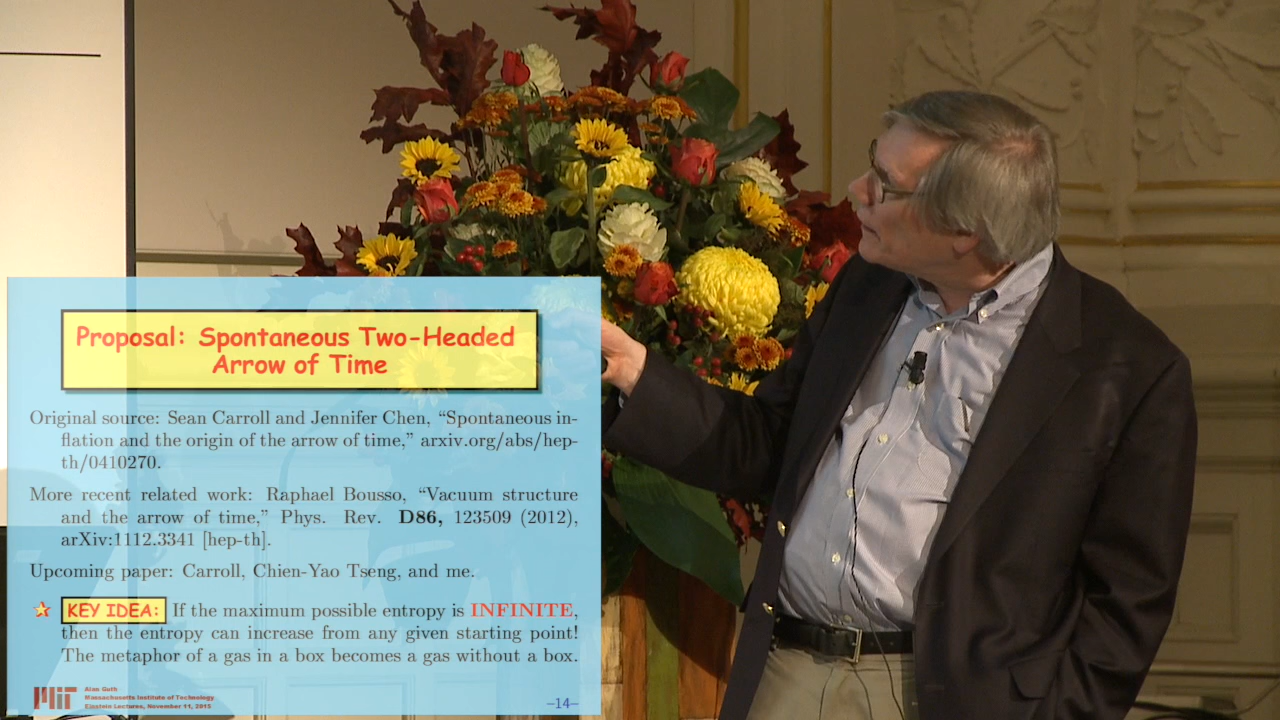 Proposal: Spontaneous Two-Headed
Arrow of Time
Original source: Sean Carroll and Jennifer Chen, “Spontaneous in-
flation and the origin of the arrow of time,” arxiv.org/abs/hep-
th/0410270.
More recent related work: Raphael Bousso, “Vacuum structure
and the arrow of time,” Phys. Rev. D86, 123509 (2012),
arXiv:1112.3341 [hep-th].
Upcoming paper: Carroll, Chien-Yao Tseng, and me.
KEY IDEA: If the maximum possible entropy is INFINITE,
then the entropy can increase from any given starting point!
The metaphor of a gas in a box becomes a gas without a box.
MIT
Alan Guth
Massachusetts Institute of Technology
Einstein Lectures, November 11, 2013
–14–